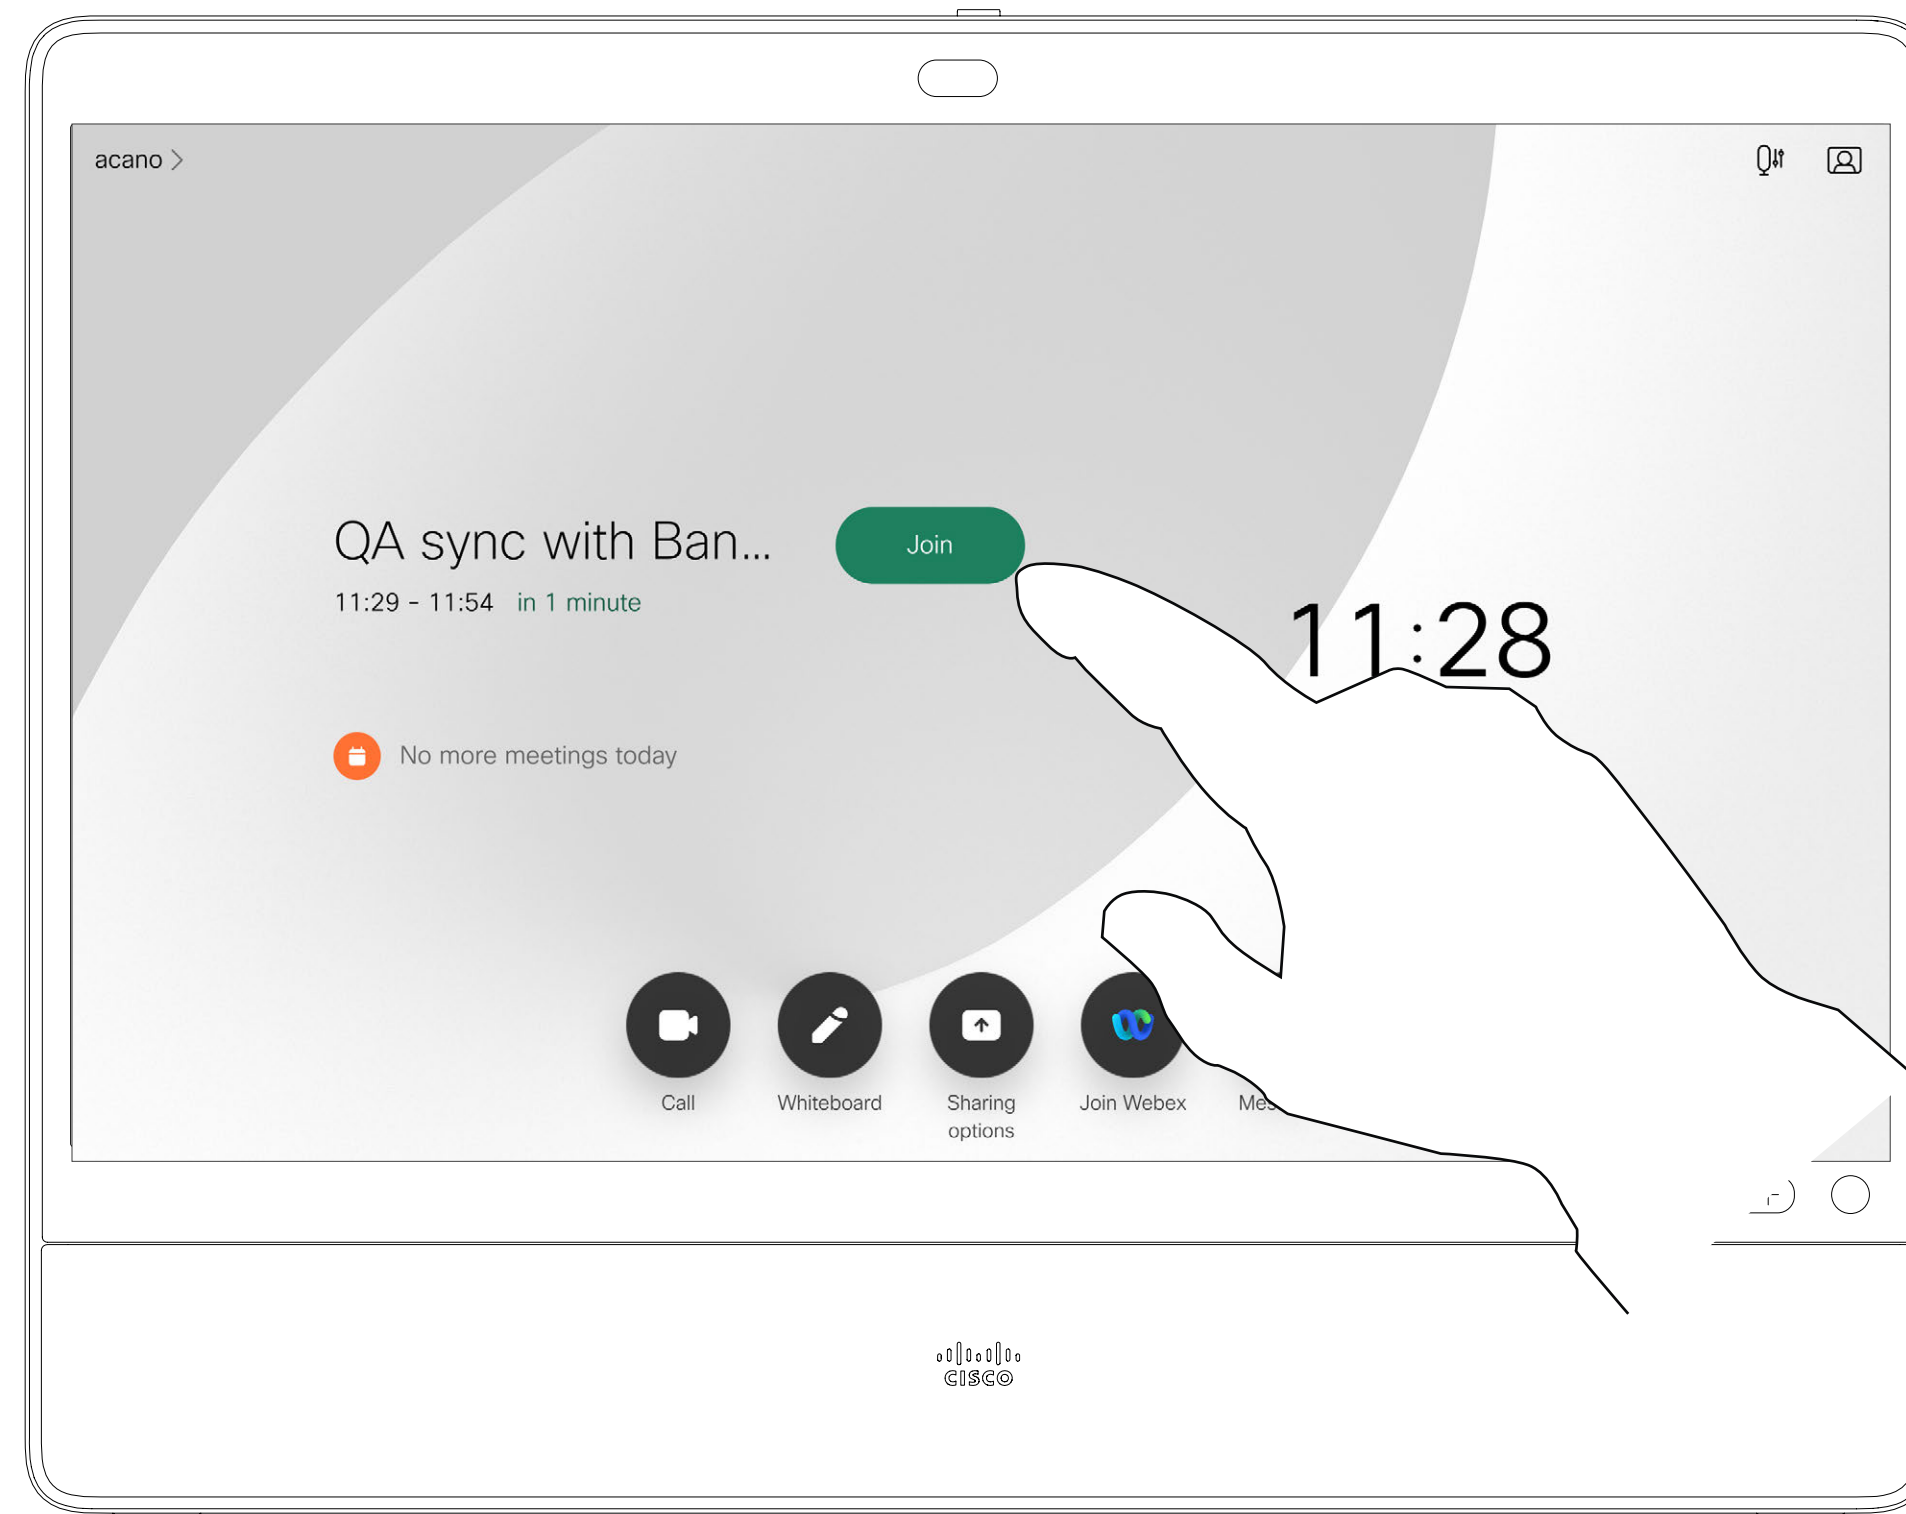 acano
QA sync with Ban...
Join
11:29 - 11:54 in 1 minute
11:28
No more meetings today
Call
Whiteboard
Sharing
options
Join Webex
CISCO